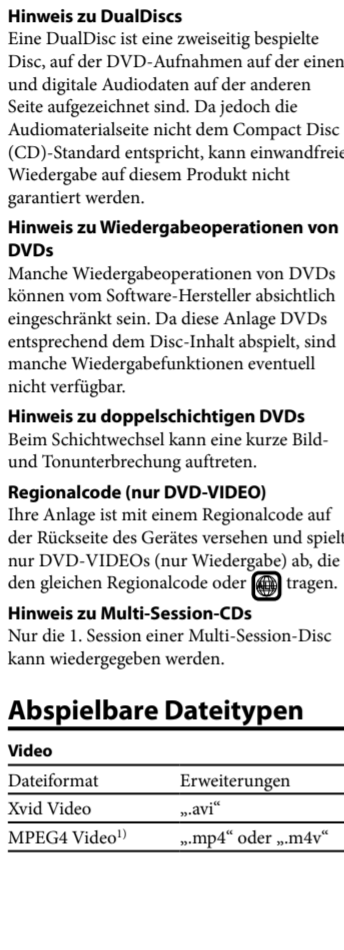 Hinweis zu DualDiscs
Eine DualDisc ist eine zweiseitig bespielte
Disc, auf der DVD-Aufnahmen auf der einen
und digitale Audiodaten auf der anderen
Seite aufgezeichnet sind. Da jedoch die
Audiomaterialseite nicht dem Compact Disc
(CD)-Standard entspricht, kann einwandfreie
Wiedergabe auf diesem Produkt nicht
garantiert werden.
Hinweis zu Wiedergabeoperationen von
DVDs
Manche Wiedergabeoperationen von DVDs
können vom Software-Hersteller absichtlich
eingeschränkt sein. Da diese Anlage DVDs
entsprechend dem Disc-Inhalt abspielt, sind
manche Wiedergabefunktionen eventuell
nicht verfügbar.
Hinweis zu doppelschichtigen DVDs
Beim Schichtwechsel kann eine kurze Bild-
und Tonunterbrechung auftreten.
Regionalcode (nur DVD-VIDEO)
Ihre Anlage ist mit einem Regionalcode auf
der Rückseite des Gerätes versehen und spielt
nur DVD-VIDEOs (nur Wiedergabe) ab, die
den gleichen Regionalcode oder ALL tragen.
Hinweis zu Multi-Session-CDs
Nur die 1. Session einer Multi-Session-Disc
kann wiedergegeben werden.
Abspielbare Dateitypen
Video
Dateiformat Erweiterungen
Xvid Video „.avi“
MPEG4 Video1) „.mp4“ oder „.m4v“